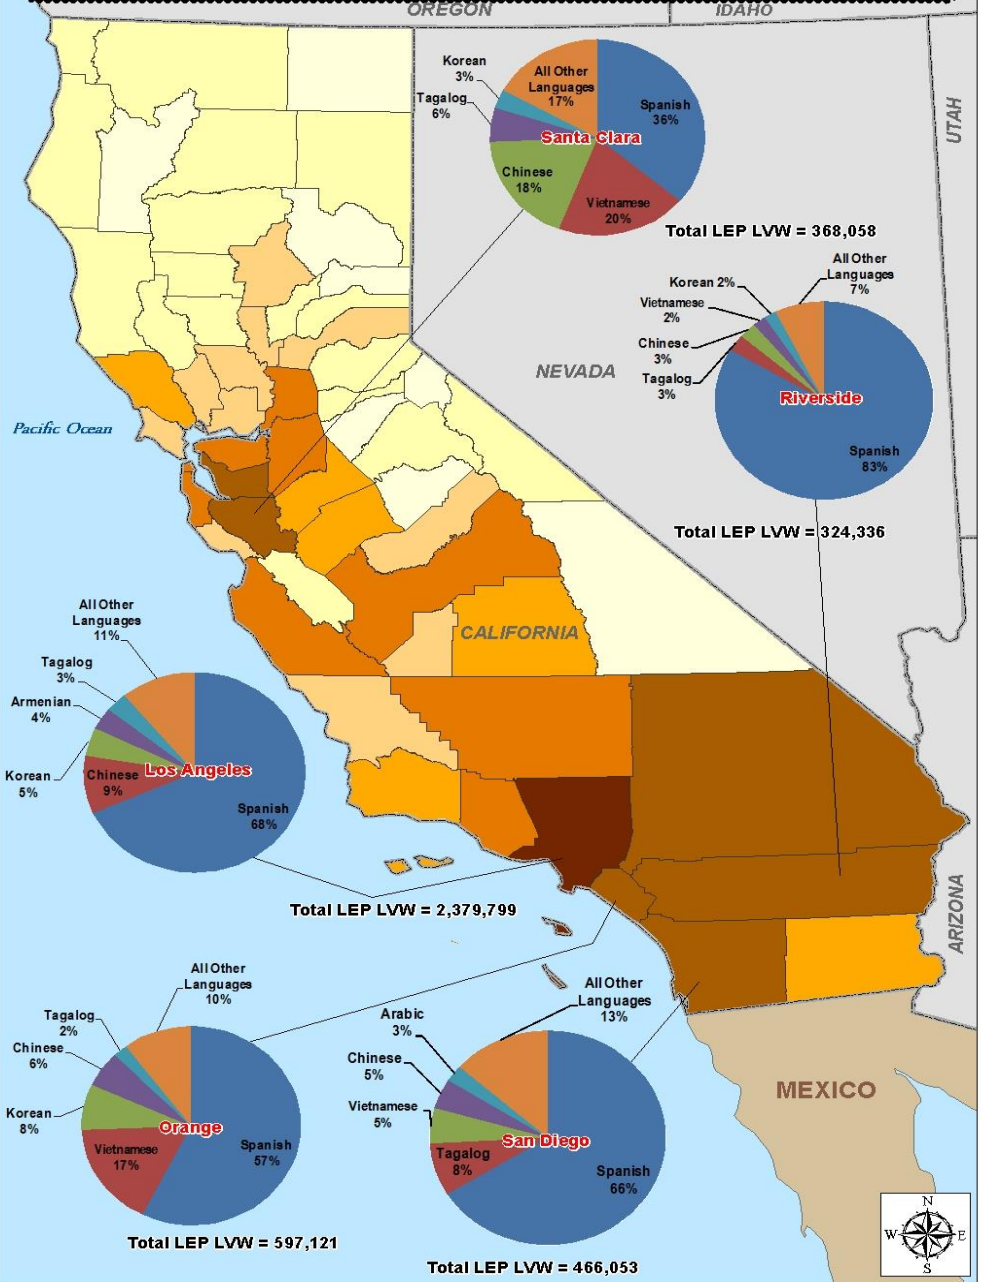 OREGON
IDAHO
UTAH
Korean
3%
All Other
Languages
17%
Spanish
36%
Tagalog
6%
Santa Clara
Chinese
18%
Vietnamese
20%
Total LEP LVW = 368,058
All Other
Languages
7%
Korean 2%
Vietnamese
2%
Chinese
3%
Tagalog
3%
Riverside
Spanish
83%
Total LEP LVW = 324,336
NEVADA
Pacific Ocean
CALIFORNIA
All Other
Languages
11%
Tagalog
3%
Armenian
4%
Korean
5%
Chinese
9%
Los Angeles
Spanish
68%
Total LEP LVW = 2,379,799
ARIZONA
All Other
Languages
10%
Tagalog
2%
Chinese
6%
Korean
8%
Vietnamese
17%
Orange
Spanish
57%
Total LEP LVW = 597,121
All Other
Languages
13%
Arabic
3%
Chinese
5%
Vietnamese
5%
Tagalog
8%
San Diego
Spanish
66%
Total LEP LVW = 466,053
MEXICO
N
W E
S